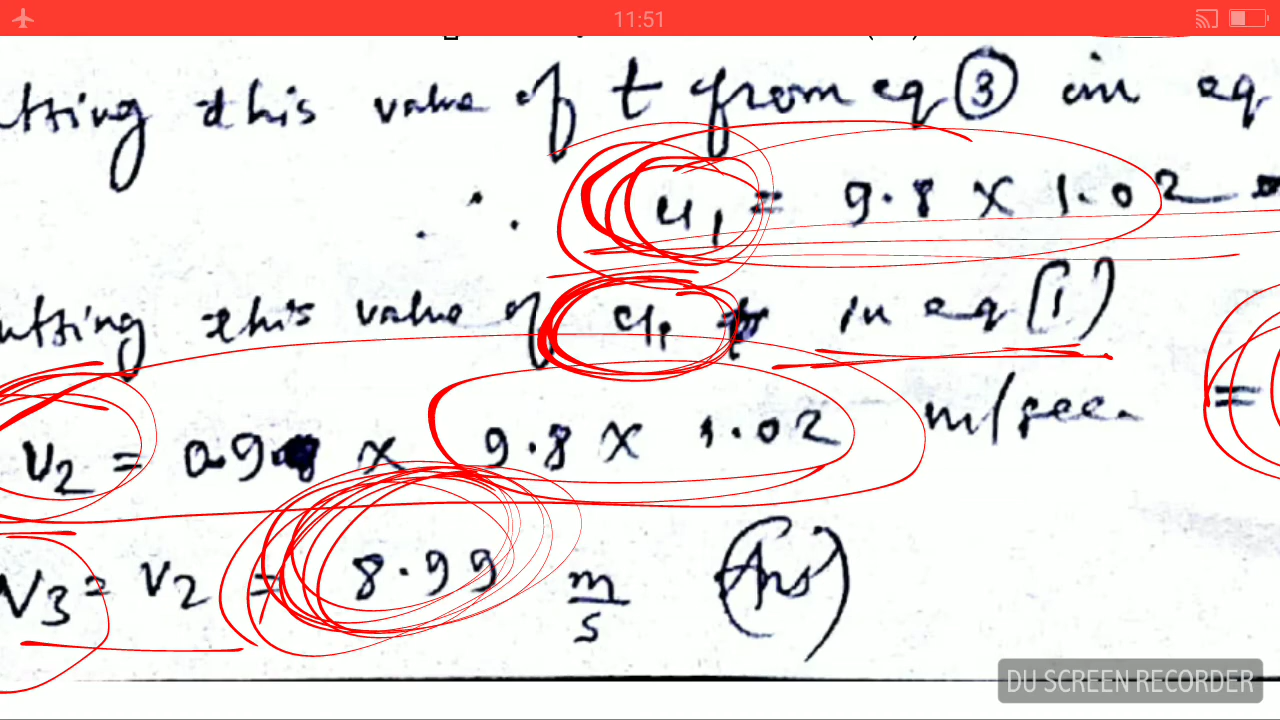 11:51
utting this value of t from eq ③ in eq
∴ u₁ = 9.8 × 1.02
utting this value of u₁ in eq (1)
v₂ = 0.9 × 9.8 × 1.02 m/sec. =
V₃ = v₂ = 8.99 m/s (Ans)
DU SCREEN RECORDER